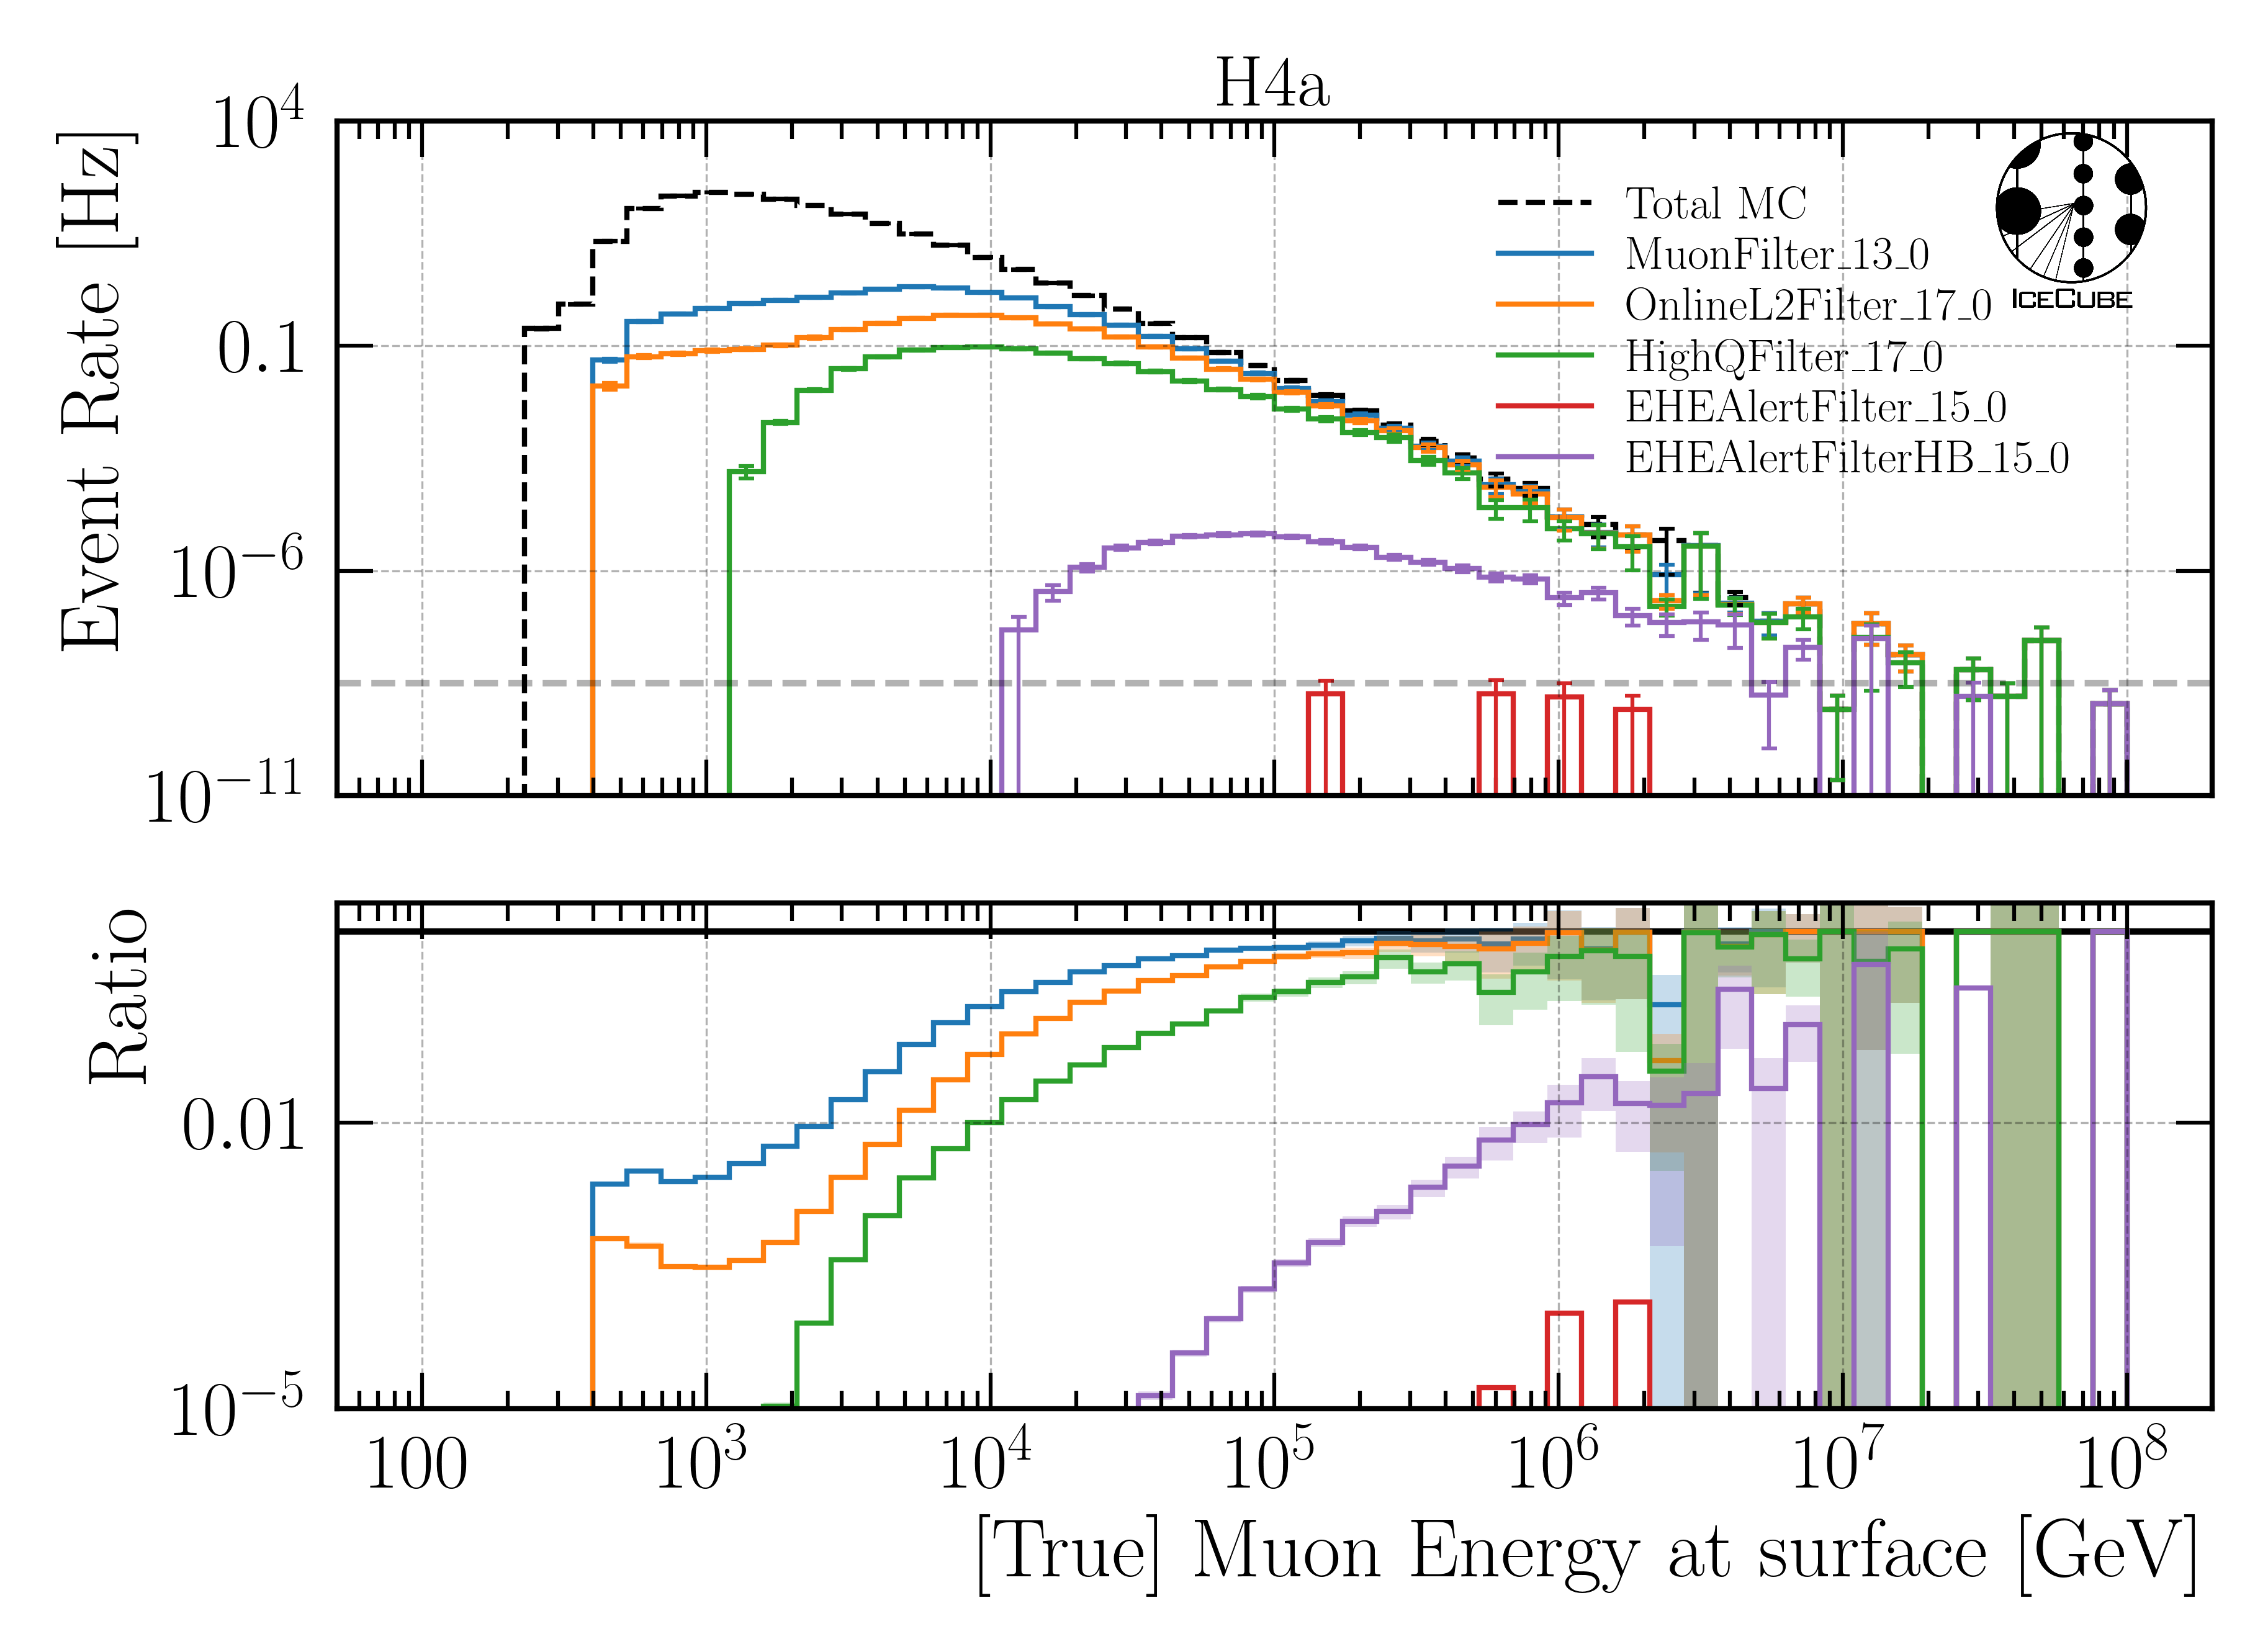 H4a
Event Rate [Hz]
10^4
0.1
10^−6
10^−11
Total MC
MuonFilter_13_0
OnlineL2Filter_17_0
HighQFilter_17_0
EHEAlertFilter_15_0
EHEAlertFilterHB_15_0
IceCube
Ratio
0.01
10^−5
100 10^3 10^4 10^5 10^6 10^7 10^8
[True] Muon Energy at surface [GeV]